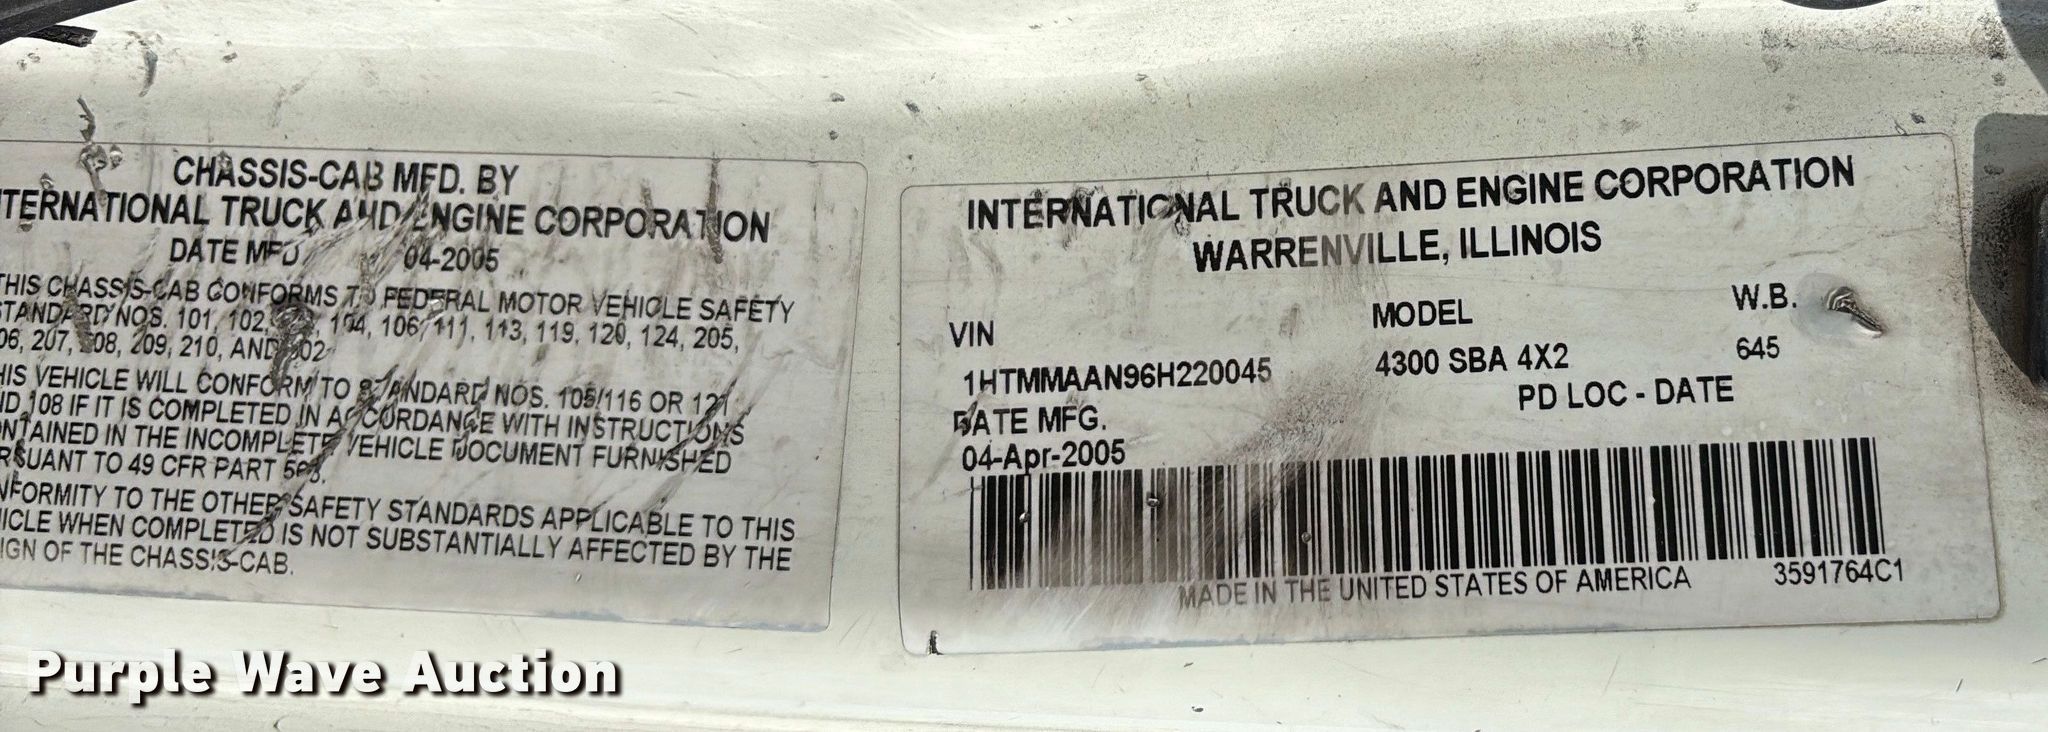 CHASSIS-CAB MFD. BY
NTERNATIONAL TRUCK AND ENGINE CORPORATION
DATE MFD 04-2005
THIS CHASSIS-CAB CONFORMS TO FEDERAL MOTOR VEHICLE SAFETY
STANDARD NOS. 101, 102, 104, 106, 111, 113, 119, 120, 124, 205,
06, 207, 208, 209, 210, AND 302
HIS VEHICLE WILL CONFORM TO STANDARD NOS. 105/116 OR 121
ND 108 IF IT IS COMPLETED IN ACCORDANCE WITH INSTRUCTIONS
ONTAINED IN THE INCOMPLETE VEHICLE DOCUMENT FURNISHED
RSUANT TO 49 CFR PART 568.
NFORMITY TO THE OTHER SAFETY STANDARDS APPLICABLE TO THIS
HICLE WHEN COMPLETED IS NOT SUBSTANTIALLY AFFECTED BY THE
IGN OF THE CHASSIS-CAB.
INTERNATIONAL TRUCK AND ENGINE CORPORATION
WARRENVILLE, ILLINOIS
VIN MODEL W.B.
1HTMMAAN96H220045 4300 SBA 4X2 645
DATE MFG. PD LOC - DATE
04-Apr-2005
MADE IN THE UNITED STATES OF AMERICA 3591764C1
Purple Wave Auction